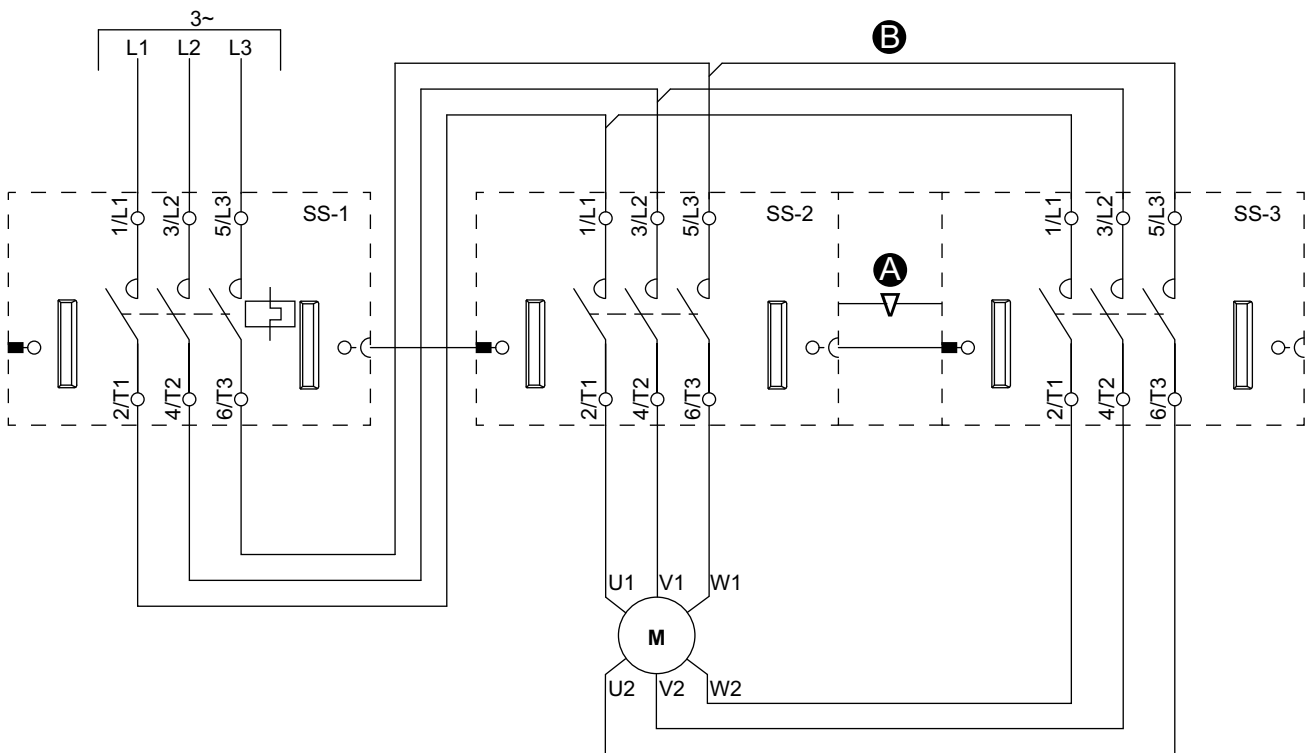 3~
L1 L2 L3
B
1/L1 3/L2 5/L3 SS-1
1/L1 3/L2 5/L3 SS-2
1/L1 3/L2 5/L3 SS-3
A
2/T1 4/T2 6/T3
2/T1 4/T2 6/T3
2/T1 4/T2 6/T3
U1 V1 W1
M
U2 V2 W2